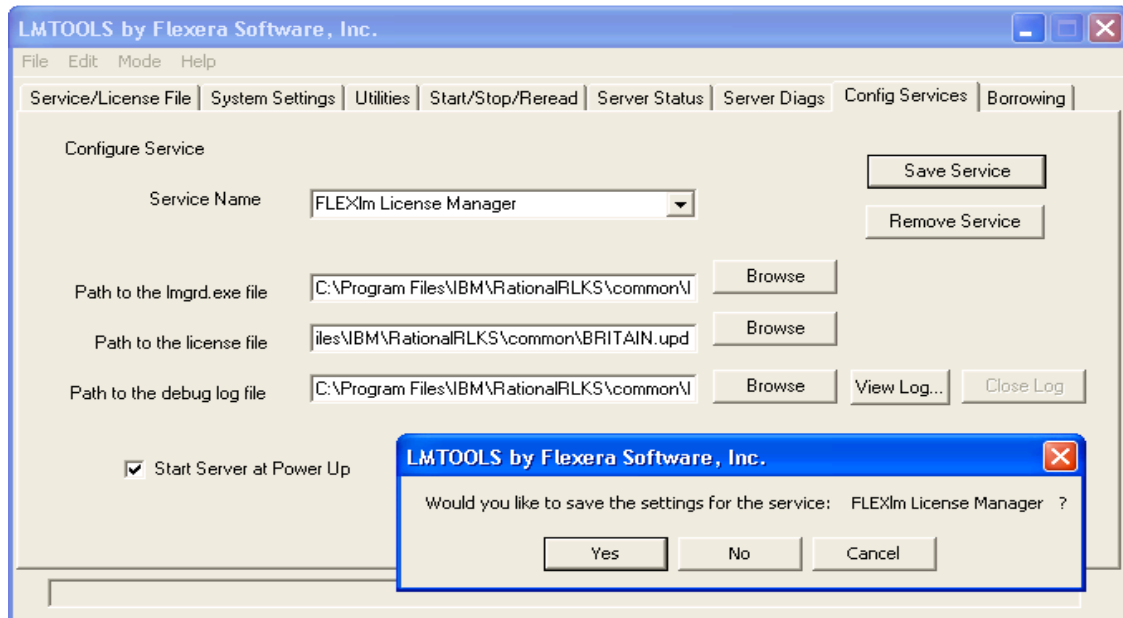 LMTOOLS by Flexera Software, Inc.
File Edit Mode Help
Service/License File System Settings Utilities Start/Stop/Reread Server Status Server Diags Config Services Borrowing
Configure Service
Save Service
Service Name FLEXlm License Manager
Remove Service
Path to the lmgrd.exe file C:\Program Files\IBM\RationalRLKS\common\l Browse
Path to the license file iles\IBM\RationalRLKS\common\BRITAIN.upd Browse
Path to the debug log file C:\Program Files\IBM\RationalRLKS\common\l Browse View Log... Close Log
Start Server at Power Up
LMTOOLS by Flexera Software, Inc.
Would you like to save the settings for the service: FLEXlm License Manager ?
Yes No Cancel